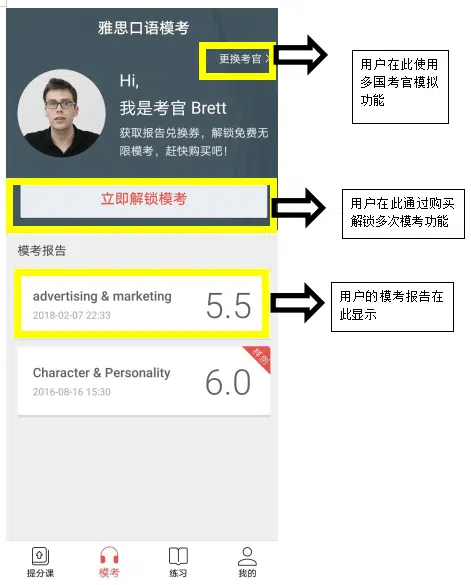 雅思口语模考
更换考官
用户在此使用
多国考官模拟
功能
Hi,
我是考官 Brett
获取报告兑换券，解锁免费无
限模考，赶快购买吧！
立即解锁模考
用户在此通过购买
解锁多次模考功能
模考报告
advertising & marketing
2018-02-07 22:33
5.5
用户的模考报告在
此显示
样例
Character & Personality
2016-08-16 15:30
6.0
提分课
模考
练习
我的